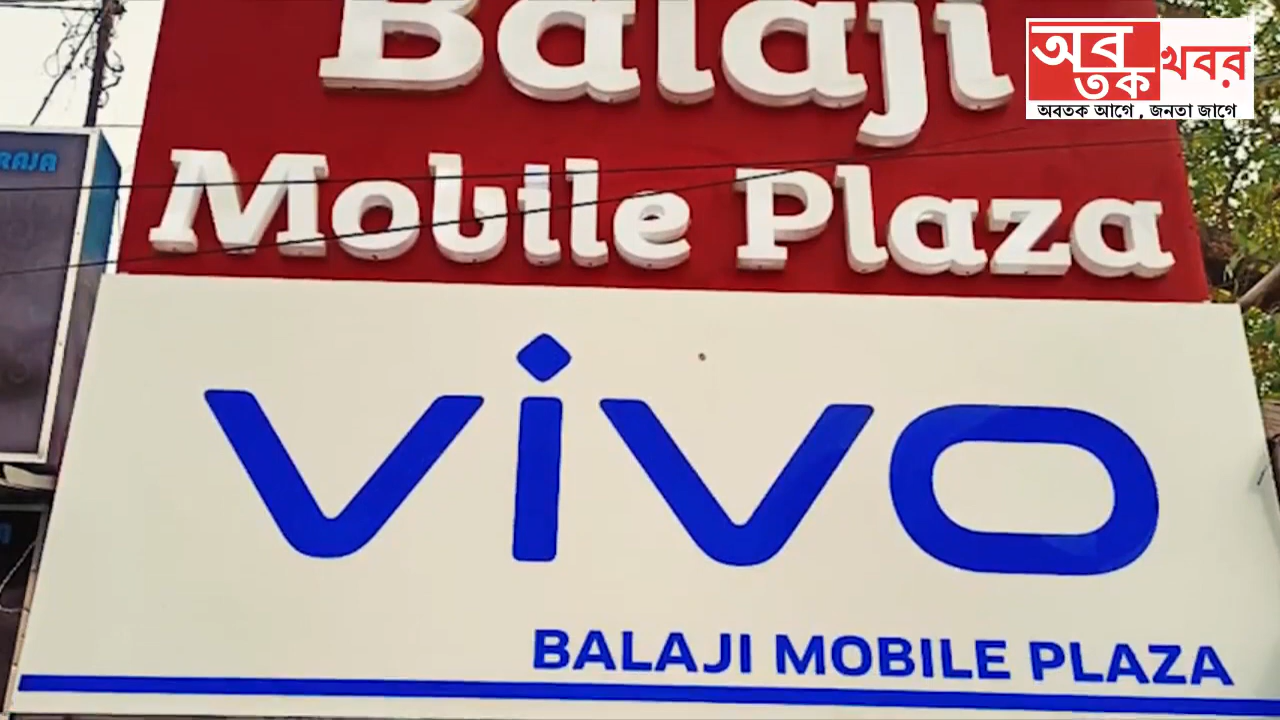 Balaji
Mobile Plaza
অব
তক
খবর
অবতক আগে , জনতা জাগে
RAJA
vivo
BALAJI MOBILE PLAZA